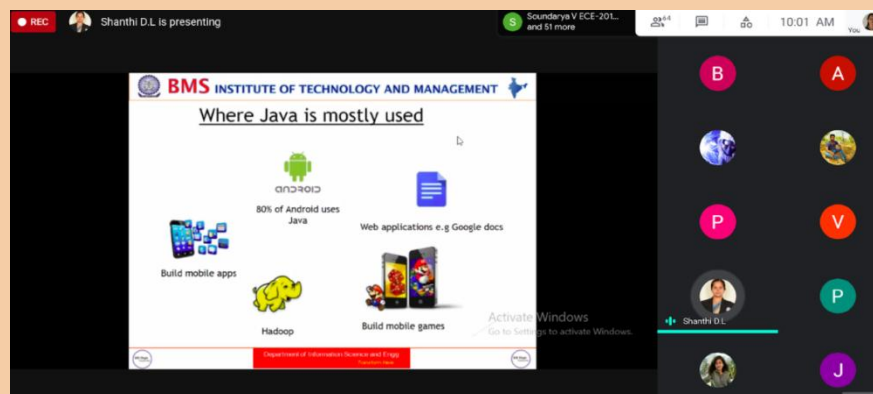 REC
Shanthi D.L is presenting
S
Soundarya V ECE-201...
and 51 more
64
10:01 AM
You
BMS INSTITUTE OF TECHNOLOGY AND MANAGEMENT
Where Java is mostly used
ANDROID
80% of Android uses
Java
Web applications e.g Google docs
Build mobile apps
Hadoop
Build mobile games
Activate Windows
Go to Settings to activate Windows.
Department of Information Science and Engg
B
A
P
V
Shanthi D.L
P
J